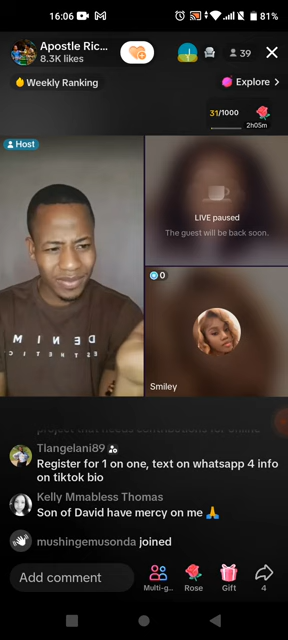 16:06
81%
Apostle Ric...
8.3K likes
39
Weekly Ranking
Explore >
31/1000
2h05m
Host
LIVE paused
The guest will be back soon.
0
DENIM
Smiley
project that needs contributions for online
Tlangelani89
Register for 1 on one, text on whatsapp 4 info
on tiktok bio
Kelly Mmabless Thomas
Son of David have mercy on me 🙏
mushingemusonda joined
Add comment
Multi-g...
Rose
Gift
4